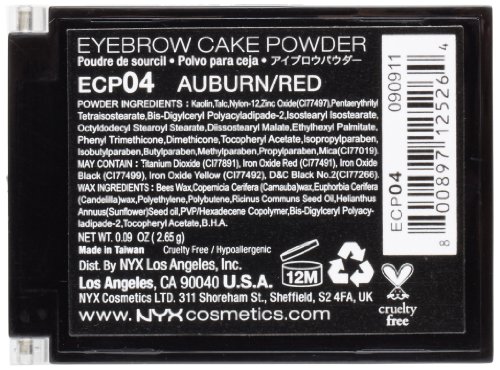 EYEBROW CAKE POWDER
Poudre de sourcil • Polvo para ceja • アイブロウパウダー
ECP04 AUBURN/RED
POWDER INGREDIENTS : Kaolin,Talc,Nylon-12,Zinc Oxide(CI77497),Pentaerythrityl
Tetraisostearate,Bis-Diglyceryl Polyacyladipate-2,Isostearyl Isostearate,
Octyldodecyl Stearoyl Stearate,Diisostearyl Malate,Ethylhexyl Palmitate,
Phenyl Trimethicone,Dimethicone,Tocopheryl Acetate,Isopropylparaben,
Isobutylparaben,Butylparaben,Methylparaben,Propylparaben,Mica(CI77019)
MAY CONTAIN : Titanium Dioxide (CI77891), Iron Oxide Red (CI77491), Iron Oxide
Black (CI77499), Iron Oxide Yellow (CI77492), D&C Black No.2(CI77266).
WAX INGREDIENTS : Bees Wax,Copernicia Cerifera (Carnauba)wax,Euphorbia Cerifera
(Candelilla)wax,Polyethylene,Polybutene,Ricinus Communis Seed Oil,Helianthus
Annuus(Sunflower)Seed oil,PVP/Hexadecene Copolymer,Bis-Diglyceryl Polyacy-
ladipate-2,Tocopheryl Acetate,B.H.A.
NET WT. 0.09 OZ ( 2.65 g)
Made in Taiwan Cruelty Free / Hypoallergenic
Dist. By NYX Los Angeles, Inc.
Los Angeles, CA 90040 U.S.A.
NYX Cosmetics LTD. 311 Shoreham St., Sheffield, S2 4FA, UK
www.NYXcosmetics.com
12M
cruelty
free
ECP04 090911
8 00897 12526 4